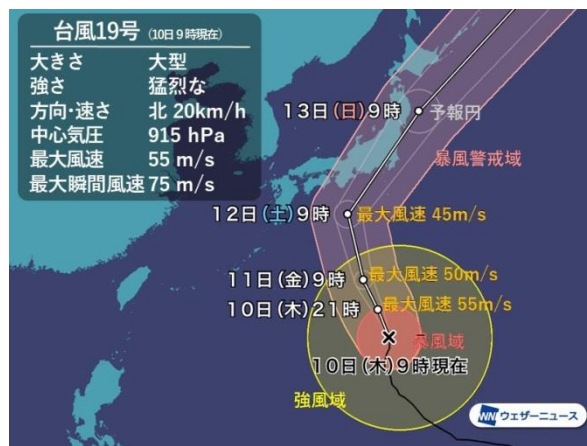 台風19号 (10日9時現在)
大きさ 大型
強さ 猛烈な
方向・速さ 北 20km/h
中心気圧 915 hPa
最大風速 55 m/s
最大瞬間風速 75 m/s
13日(日)9時
予報円
暴風警戒域
12日(土)9時
最大風速 45m/s
11日(金)9時
最大風速 50m/s
10日(木)21時
最大風速 55m/s
暴風域
10日(木)9時現在
強風域
WN ウェザーニュース